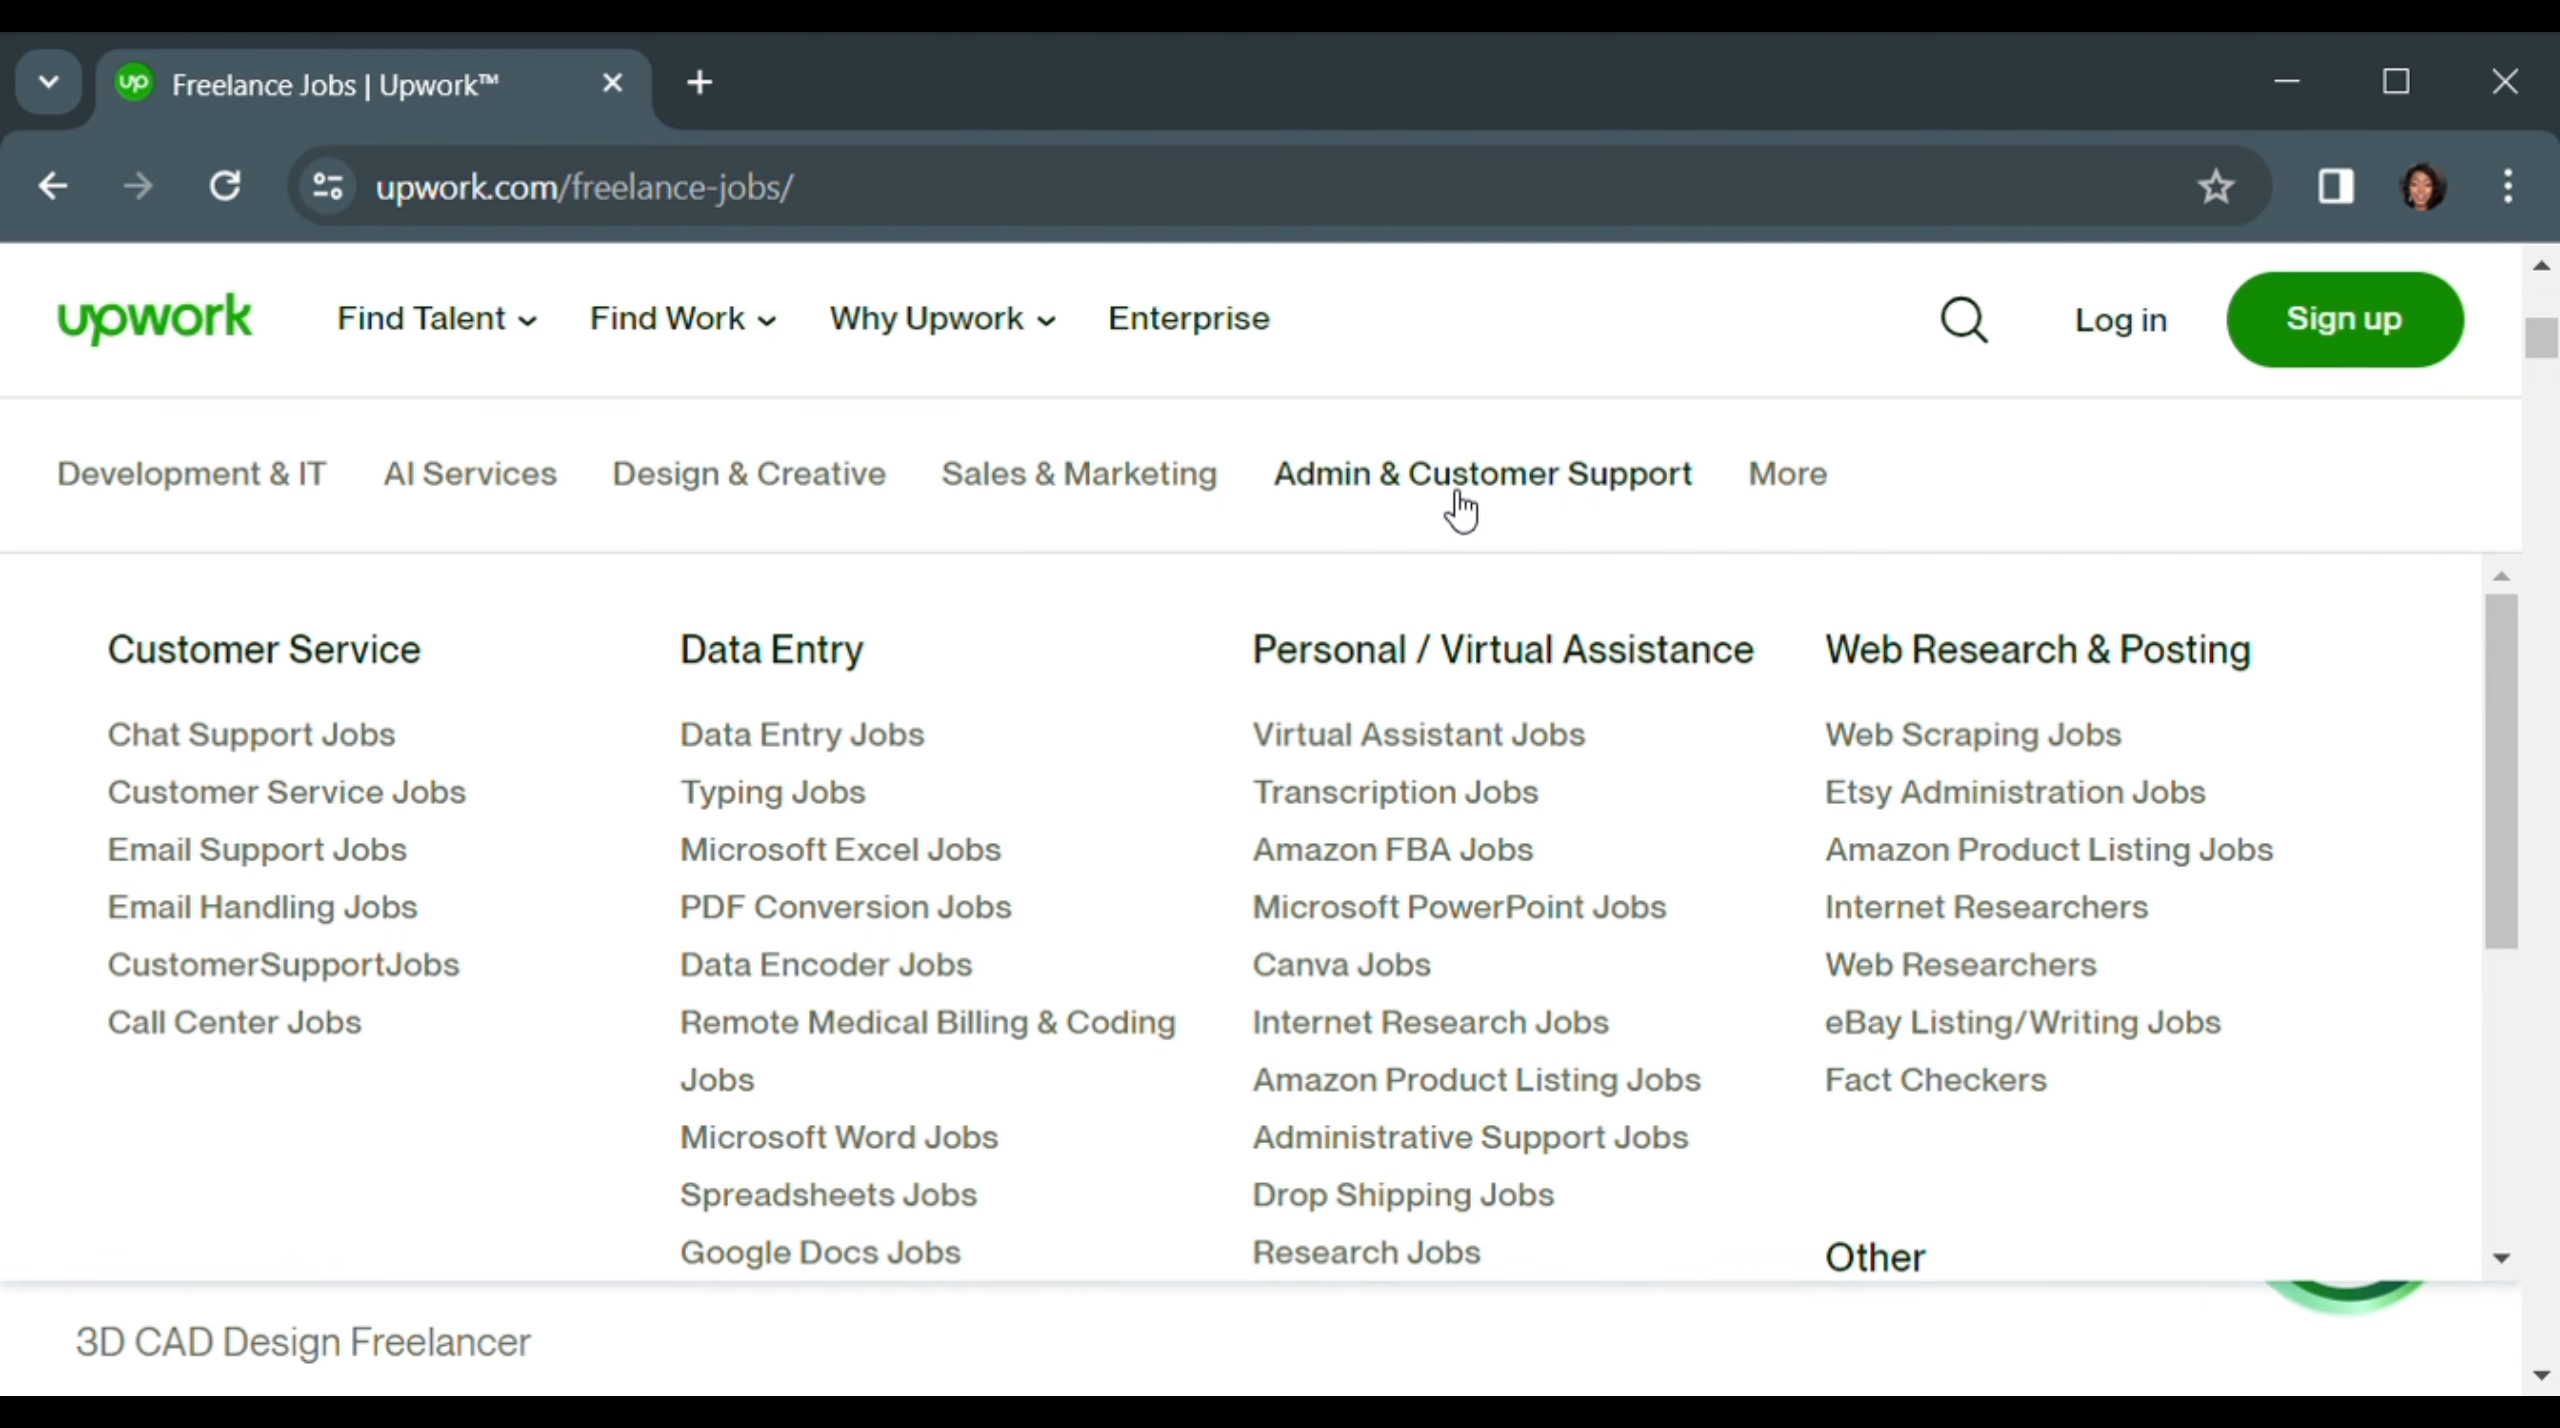 up Freelance Jobs | Upwork™
upwork.com/freelance-jobs/
upwork Find Talent Find Work Why Upwork Enterprise Log in Sign up
Development & IT AI Services Design & Creative Sales & Marketing Admin & Customer Support More
Customer Service
Chat Support Jobs
Customer Service Jobs
Email Support Jobs
Email Handling Jobs
CustomerSupportJobs
Call Center Jobs
Data Entry
Data Entry Jobs
Typing Jobs
Microsoft Excel Jobs
PDF Conversion Jobs
Data Encoder Jobs
Remote Medical Billing & Coding
Jobs
Microsoft Word Jobs
Spreadsheets Jobs
Google Docs Jobs
Personal / Virtual Assistance
Virtual Assistant Jobs
Transcription Jobs
Amazon FBA Jobs
Microsoft PowerPoint Jobs
Canva Jobs
Internet Research Jobs
Amazon Product Listing Jobs
Administrative Support Jobs
Drop Shipping Jobs
Research Jobs
Web Research & Posting
Web Scraping Jobs
Etsy Administration Jobs
Amazon Product Listing Jobs
Internet Researchers
Web Researchers
eBay Listing/Writing Jobs
Fact Checkers
Other
3D CAD Design Freelancer